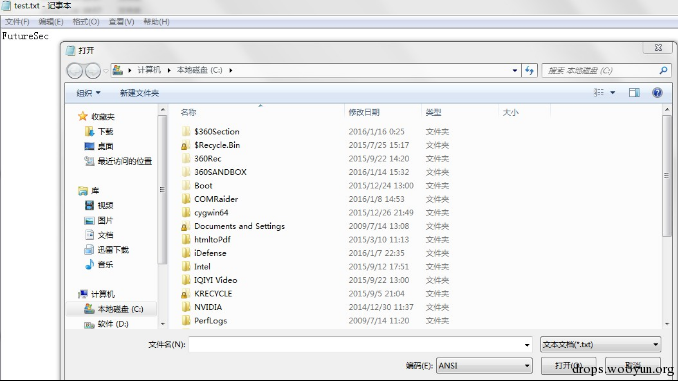 test.txt - 记事本
文件(F) 编辑(E) 格式(O) 查看(V) 帮助(H)
FutureSec
打开
计算机 本地磁盘 (C:)
搜索 本地磁盘 (C:)
组织 新建文件夹
收藏夹
下载
桌面
最近访问的位置
库
视频
图片
文档
迅雷下载
音乐
计算机
本地磁盘 (C:)
软件 (D:)
名称 修改日期 类型 大小
$360Section 2016/1/16 0:25 文件夹
$Recycle.Bin 2015/7/25 15:17 文件夹
360Rec 2015/9/22 14:20 文件夹
360SANDBOX 2016/1/14 15:32 文件夹
Boot 2015/12/24 13:00 文件夹
COMRaider 2016/1/8 14:53 文件夹
cygwin64 2015/12/26 21:49 文件夹
Documents and Settings 2009/7/14 13:08 文件夹
htmltoPdf 2015/3/10 11:13 文件夹
iDefense 2016/1/7 22:35 文件夹
Intel 2015/9/12 17:51 文件夹
IQIYI Video 2015/9/22 13:00 文件夹
KRECYCLE 2015/9/5 21:04 文件夹
NVIDIA 2014/12/30 11:37 文件夹
PerfLogs 2009/7/14 11:20 文件夹
文件名(N): 文本文档(*.txt)
编码(E): ANSI 打开(O) 取消
drops.wooyun.org